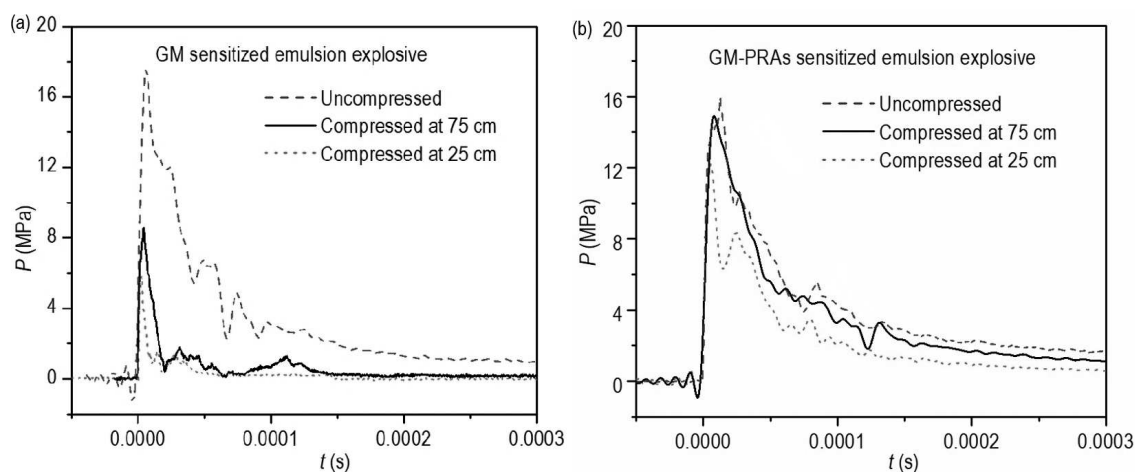 (a)
20
16
12
8
4
0
P (MPa)
GM sensitized emulsion explosive
Uncompressed
Compressed at 75 cm
Compressed at 25 cm
0.0000
0.0001
0.0002
0.0003
t (s)
(b)
20
16
12
8
4
0
P (MPa)
GM-PRAs sensitized emulsion explosive
Uncompressed
Compressed at 75 cm
Compressed at 25 cm
0.0000
0.0001
0.0002
0.0003
t (s)